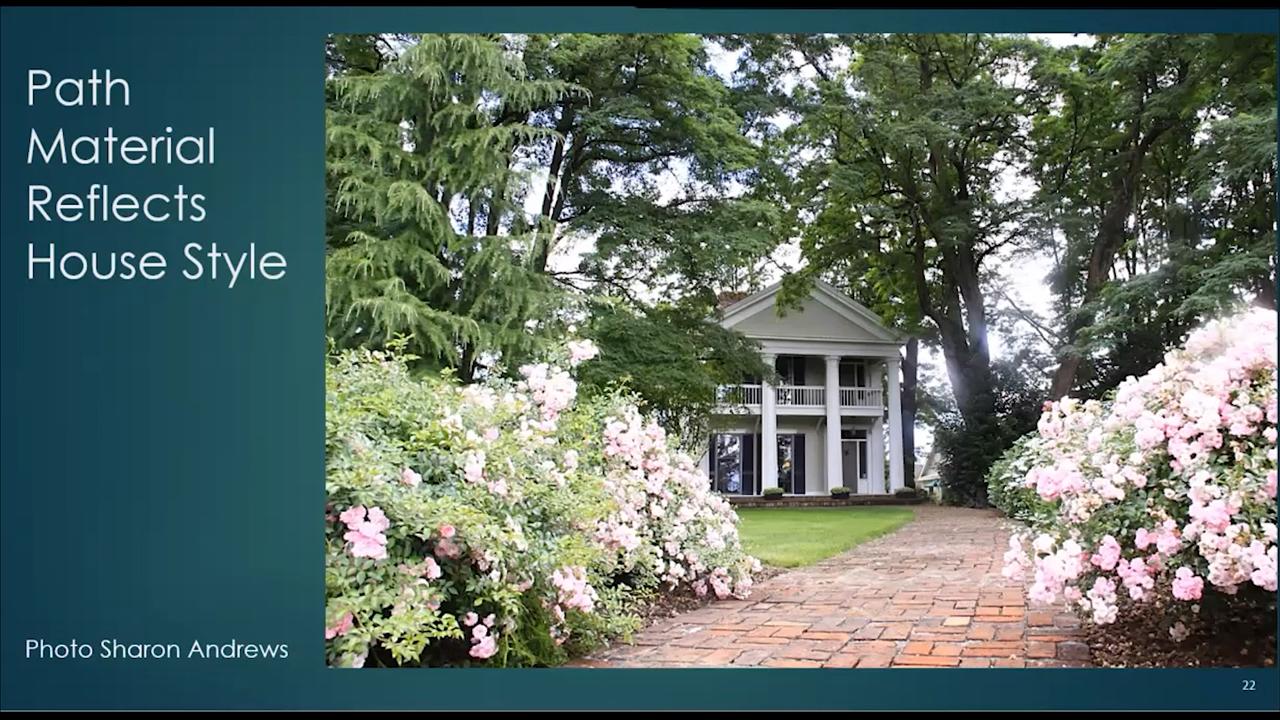 Path
Material
Reflects
House Style
Photo Sharon Andrews
22